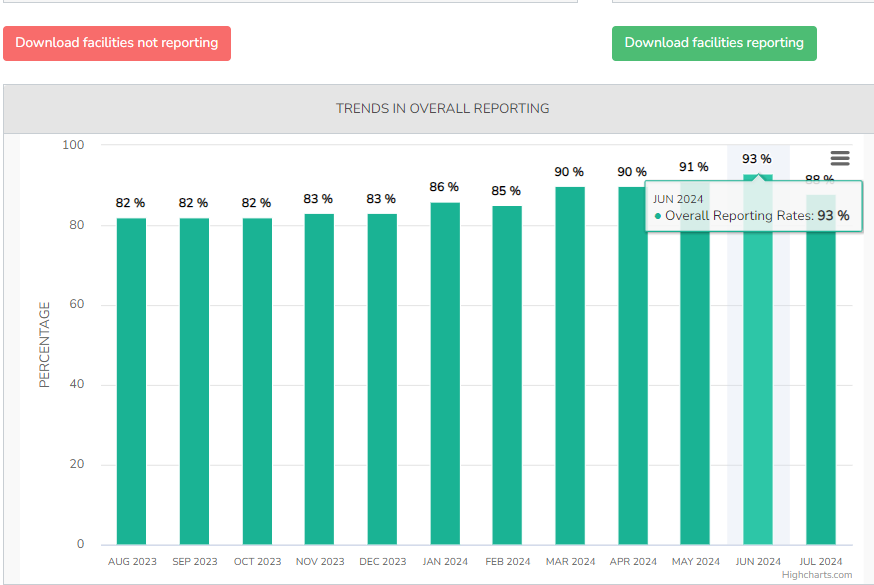 Download facilities not reporting
Download facilities reporting
TRENDS IN OVERALL REPORTING
PERCENTAGE
100
80
60
40
20
0
82 %
82 %
82 %
83 %
83 %
86 %
85 %
90 %
90 %
91 %
93 %
88 %
JUN 2024
● Overall Reporting Rates: 93 %
AUG 2023
SEP 2023
OCT 2023
NOV 2023
DEC 2023
JAN 2024
FEB 2024
MAR 2024
APR 2024
MAY 2024
JUN 2024
JUL 2024
Highcharts.com